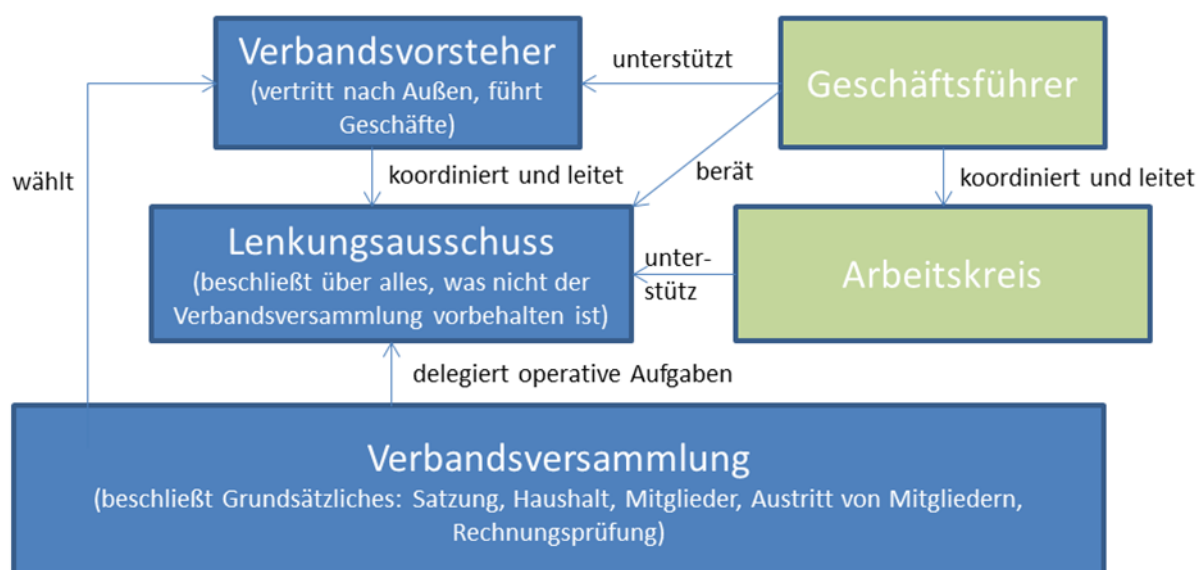 Verbandsvorsteher
(vertritt nach Außen, führt
Geschäfte)
unterstützt
Geschäftsführer
wählt
koordiniert und leitet
berät
koordiniert und leitet
Lenkungsausschuss
(beschließt über alles, was nicht der
Verbandsversammlung vorbehalten ist)
unter-
stütz
Arbeitskreis
delegiert operative Aufgaben
Verbandsversammlung
(beschließt Grundsätzliches: Satzung, Haushalt, Mitglieder, Austritt von Mitgliedern,
Rechnungsprüfung)